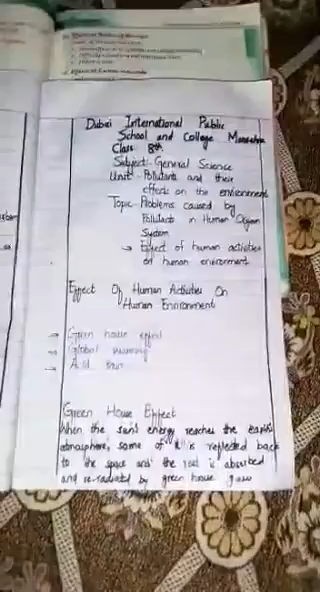 Dubai International Public
School and College Mansehra
Class 8th
Subject:- General Science
Unit:- Pollutants and their
effects on the environment
Topic:- Problems caused by
Pollutants in Human Organ
System
→ Effect of human activities
on human environment
Effect Of Human Activities On
Human Environment
→ Green house effect
→ Global warming
→ Acid Rain
Green House Effect
When the sun's energy reaches the earth's
atmosphere, some of it is reflected back
to the space and the rest is absorbed
and re-radiated by green house gases